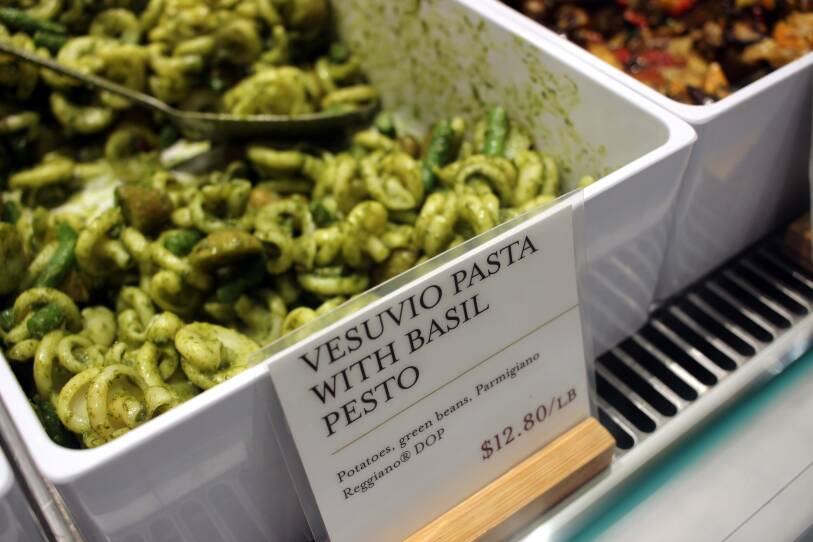 VESUVIO PASTA
WITH BASIL
PESTO
Potatoes, green beans, Parmigiano
Reggiano® DOP
$12.80/LB